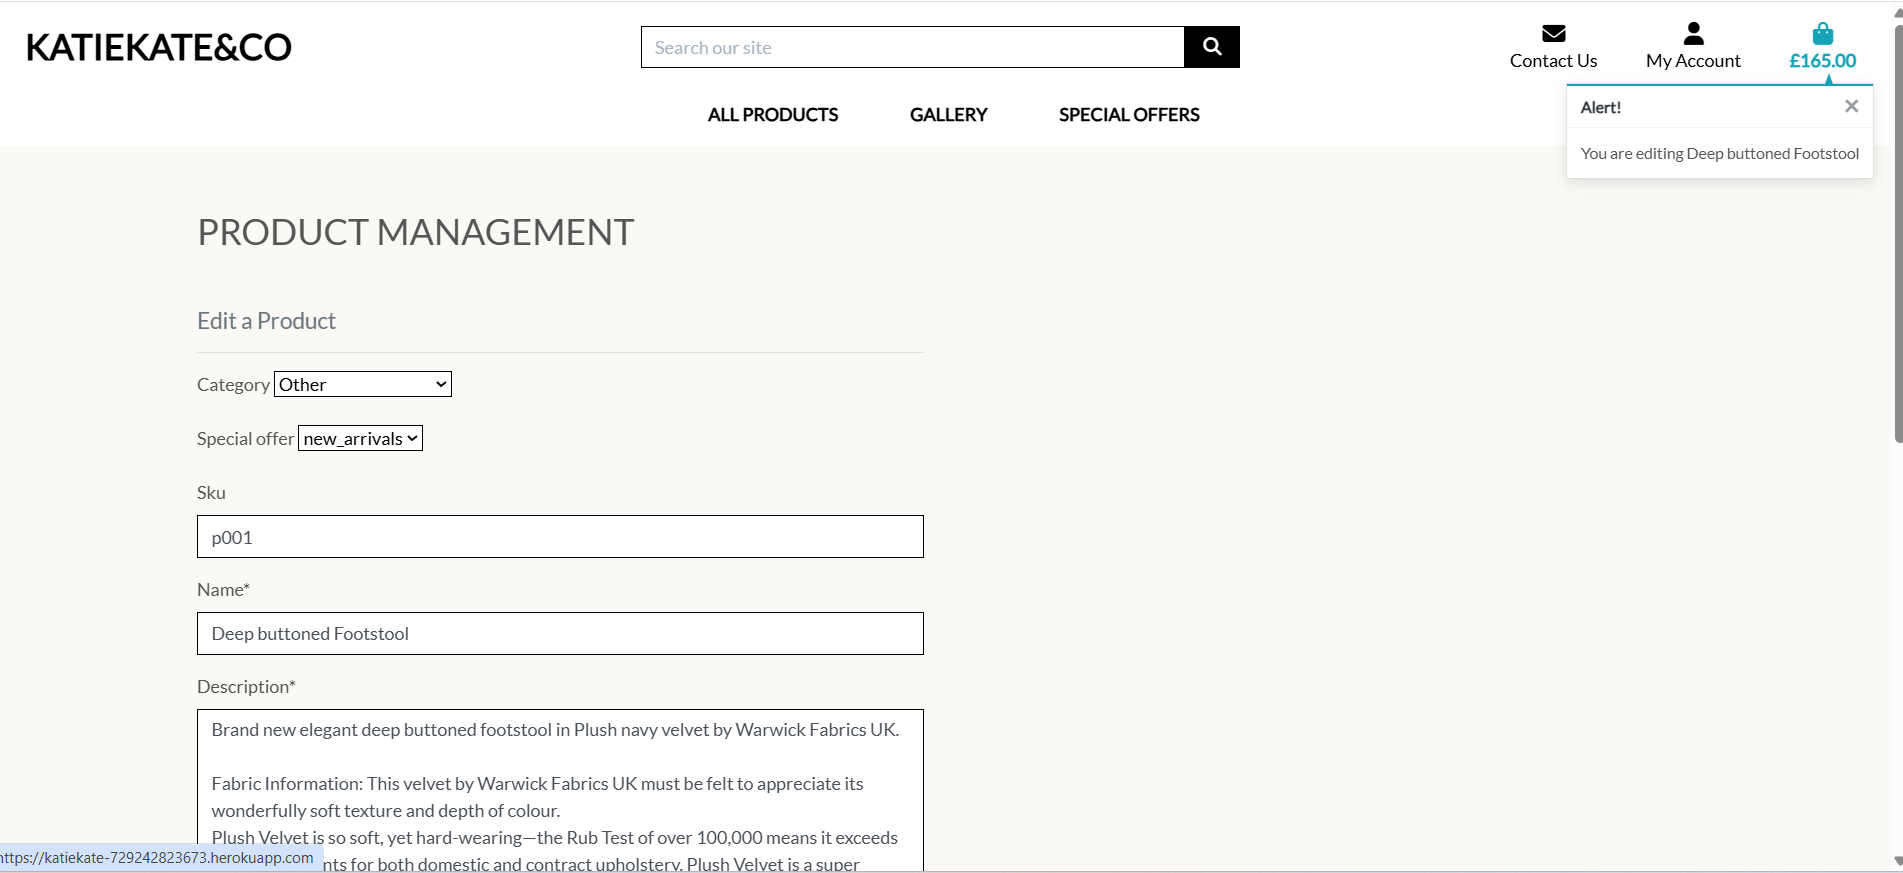 KATIEKATE&CO
Search our site
Contact Us
My Account
£165.00
ALL PRODUCTS
GALLERY
SPECIAL OFFERS
Alert!
You are editing Deep buttoned Footstool
PRODUCT MANAGEMENT
Edit a Product
Category Other
Special offer new_arrivals
Sku
p001
Name*
Deep buttoned Footstool
Description*
Brand new elegant deep buttoned footstool in Plush navy velvet by Warwick Fabrics UK.
Fabric Information: This velvet by Warwick Fabrics UK must be felt to appreciate its
wonderfully soft texture and depth of colour.
Plush Velvet is so soft, yet hard-wearing—the Rub Test of over 100,000 means it exceeds
nts for both domestic and contract upholstery. Plush Velvet is a super
https://katiekate-729242823673.herokuapp.com